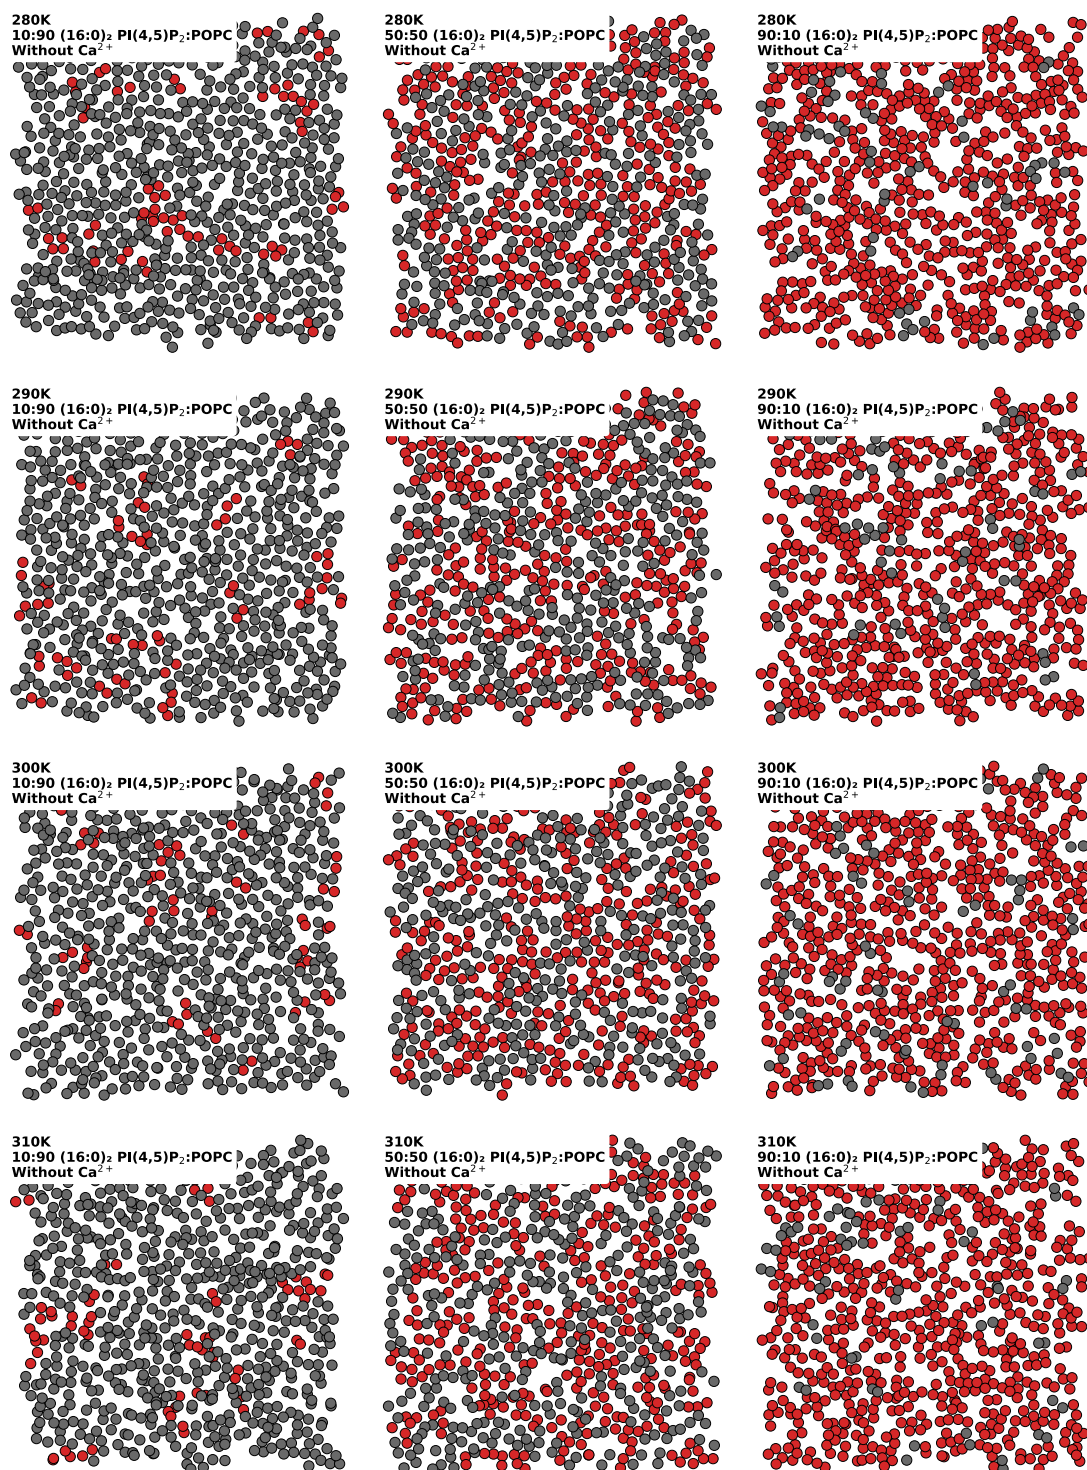 280K
10:90 (16:0)₂ PI(4,5)P₂:POPC
Without Ca²⁺
280K
50:50 (16:0)₂ PI(4,5)P₂:POPC
Without Ca²⁺
280K
90:10 (16:0)₂ PI(4,5)P₂:POPC
Without Ca²⁺
290K
10:90 (16:0)₂ PI(4,5)P₂:POPC
Without Ca²⁺
290K
50:50 (16:0)₂ PI(4,5)P₂:POPC
Without Ca²⁺
290K
90:10 (16:0)₂ PI(4,5)P₂:POPC
Without Ca²⁺
300K
10:90 (16:0)₂ PI(4,5)P₂:POPC
Without Ca²⁺
300K
50:50 (16:0)₂ PI(4,5)P₂:POPC
Without Ca²⁺
300K
90:10 (16:0)₂ PI(4,5)P₂:POPC
Without Ca²⁺
310K
10:90 (16:0)₂ PI(4,5)P₂:POPC
Without Ca²⁺
310K
50:50 (16:0)₂ PI(4,5)P₂:POPC
Without Ca²⁺
310K
90:10 (16:0)₂ PI(4,5)P₂:POPC
Without Ca²⁺